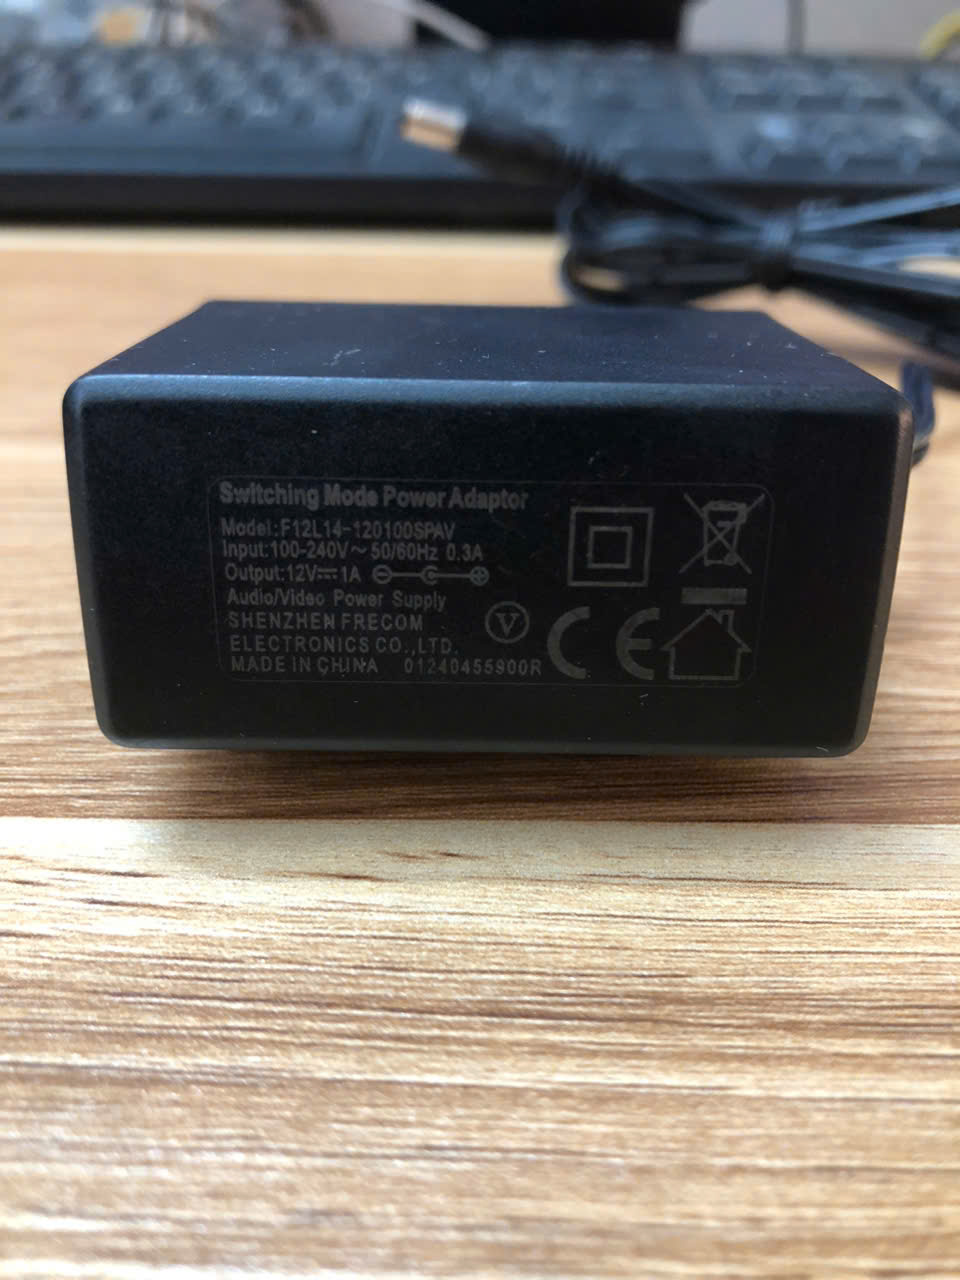 Switching Mode Power Adaptor
Model:F12L14-120100SPAV
Input:100-240V~50/60Hz 0.3A
Output:12V⎓1A
Audio/Video Power Supply
SHENZHEN FRECOM
ELECTRONICS CO.,LTD.
MADE IN CHINA 01240455900R
V
CE